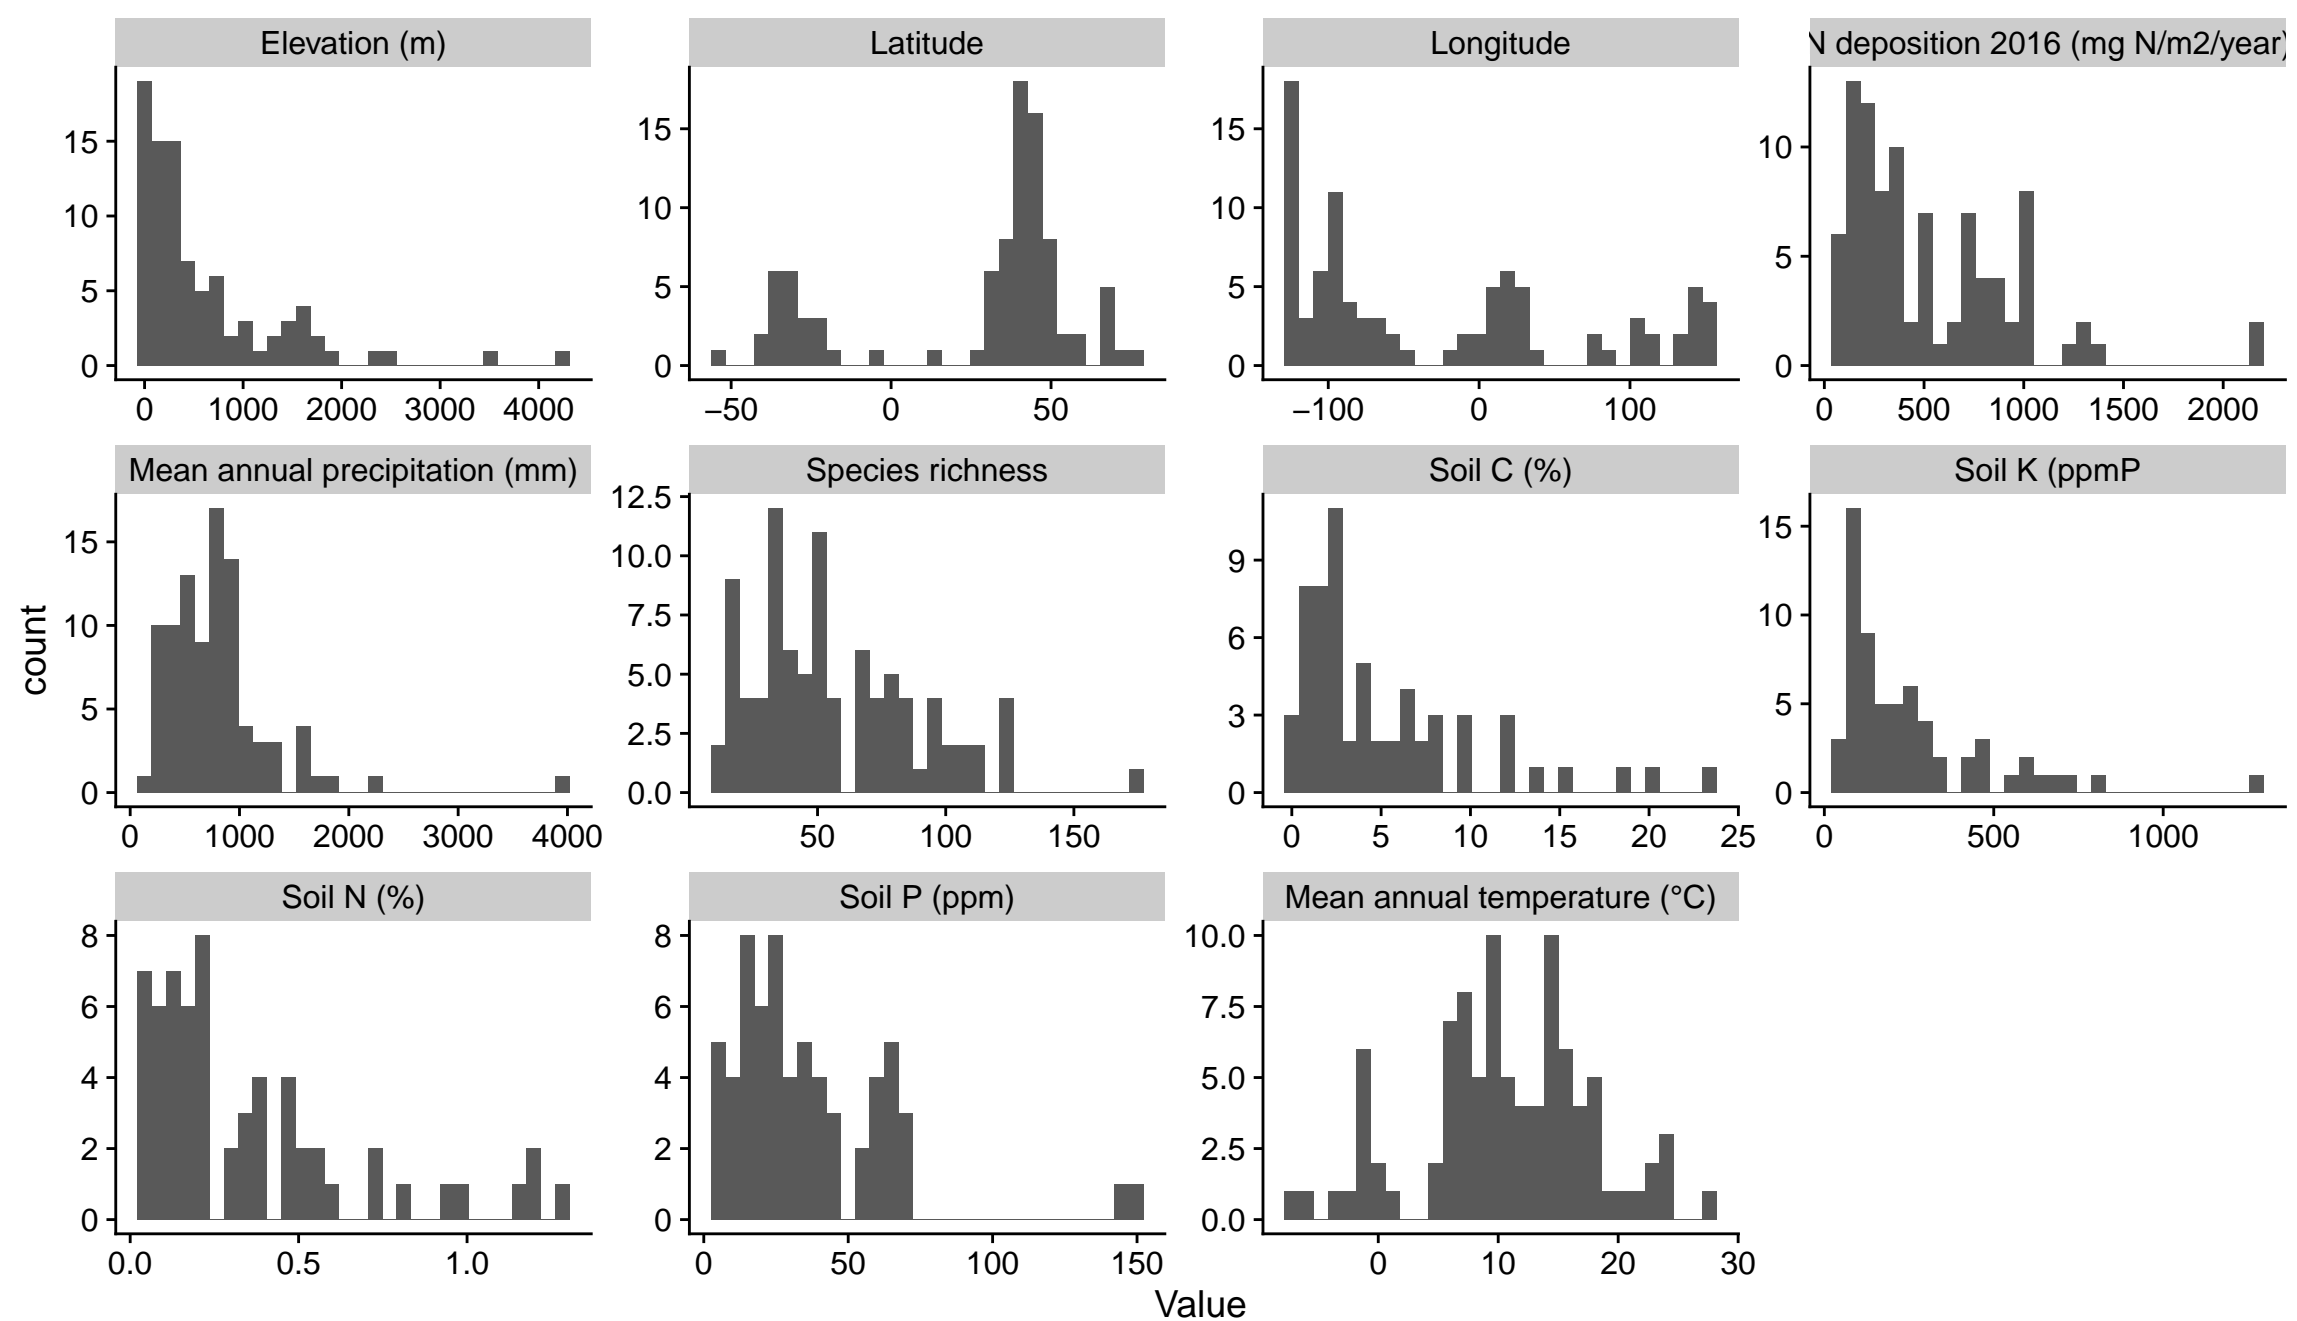 Elevation (m)
Latitude
Longitude
N deposition 2016 (mg N/m2/year)
15
10
5
0
0 1000 2000 3000 4000
15
10
5
0
−50 0 50
15
10
5
0
−100 0 100
10
5
0
0 500 1000 1500 2000
Mean annual precipitation (mm)
Species richness
Soil C (%)
Soil K (ppmP
15
10
5
0
0 1000 2000 3000 4000
12.5
10.0
7.5
5.0
2.5
0.0
50 100 150
9
6
3
0
0 5 10 15 20 25
15
10
5
0
0 500 1000
count
Soil N (%)
Soil P (ppm)
Mean annual temperature (°C)
8
6
4
2
0
0.0 0.5 1.0
8
6
4
2
0
0 50 100 150
10.0
7.5
5.0
2.5
0.0
0 10 20 30
Value